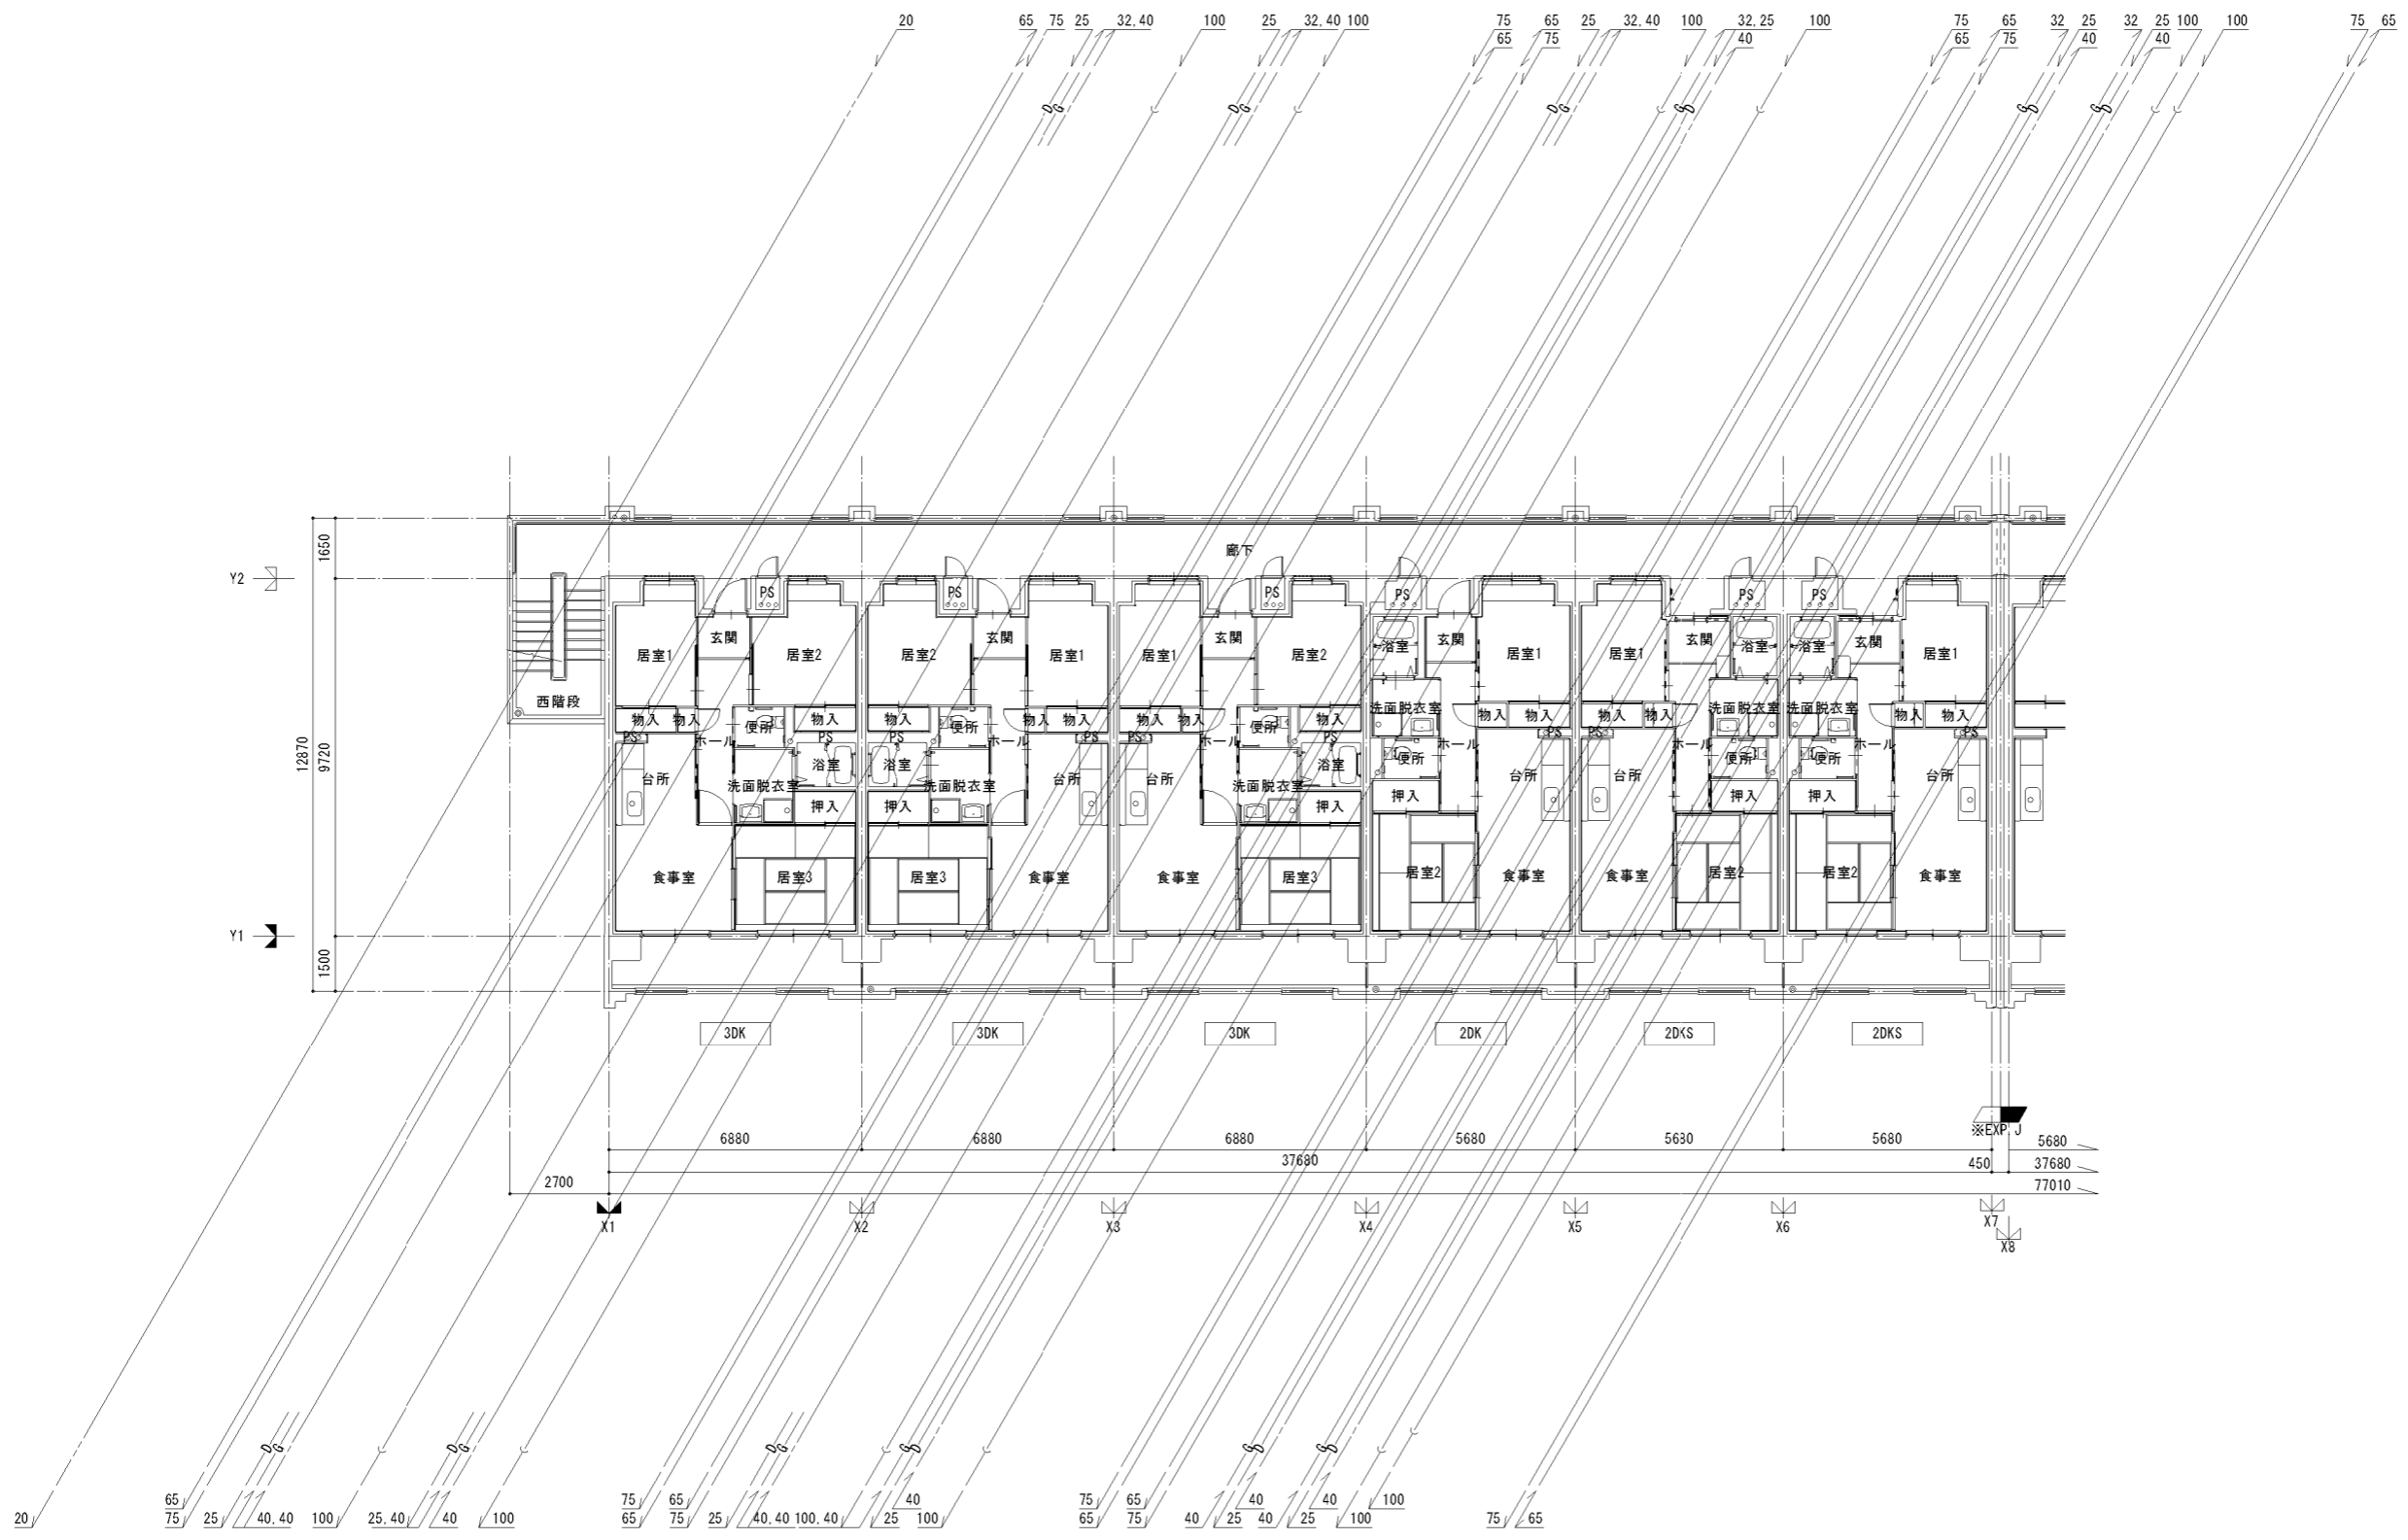 20 65 75 25 32,40 100 25 32,40 100 75 65 25 32,40 100 32,25 100 75 65 32 25 32 25 100 100 75 65
65 75 40 65 75 40 40
D G C D G C D G C G D C G D G D C C
廊下
1650
Y2
PS PS PS PS PS PS
玄関 玄関 玄関 浴室 玄関 浴室 浴室 玄関
居室1 居室2 居室2 居室1 居室1 居室2 居室1 居室1 居室1
西階段
洗面脱衣室 洗面脱衣室 洗面脱衣室
物入 物入 便所 物入 物入 便所 物入 物入 物入 物入 便所 物入 物入 物入 物入 物入 物入 物入
PS ホール PS PS ホール PS PS ホール PS ホール PS PS ホール ホール PS
12870
9720
台所 浴室 浴室 台所 台所 浴室 便所 台所 台所 便所 便所 台所
洗面脱衣室 洗面脱衣室 洗面脱衣室
押入 押入 押入 押入 押入 押入
食事室 居室3 居室3 食事室 食事室 居室3 居室2 食事室 食事室 居室2 居室2 食事室
Y1
1500
3DK 3DK 3DK 2DK 2DKS 2DKS
※EXP.J
6880 6880 6880 5680 5680 5680 5680
37680 450 37680
2700 77010
X1 X2 X3 X4 X5 X6 X7
X8
D G C D G C D G C G D C G D G D C C
65 75 65 40 75 65 40 40 100
20 75 25 40,40 100 25,40 40 100 65 75 25 40,40 100,40 25 100 65 75 40 25 40 25 100 75 65